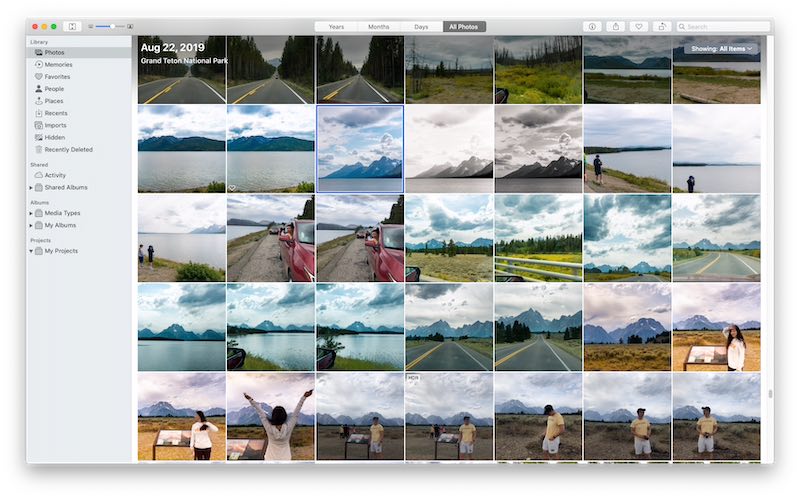 Years Months Days All Photos
Search
Library
Photos
Memories
Favorites
People
Places
Recents
Imports
Hidden
Recently Deleted
Shared
Activity
Shared Albums
Albums
Media Types
My Albums
Projects
My Projects
Aug 22, 2019
Grand Teton National Park
Showing: All Items
HDR